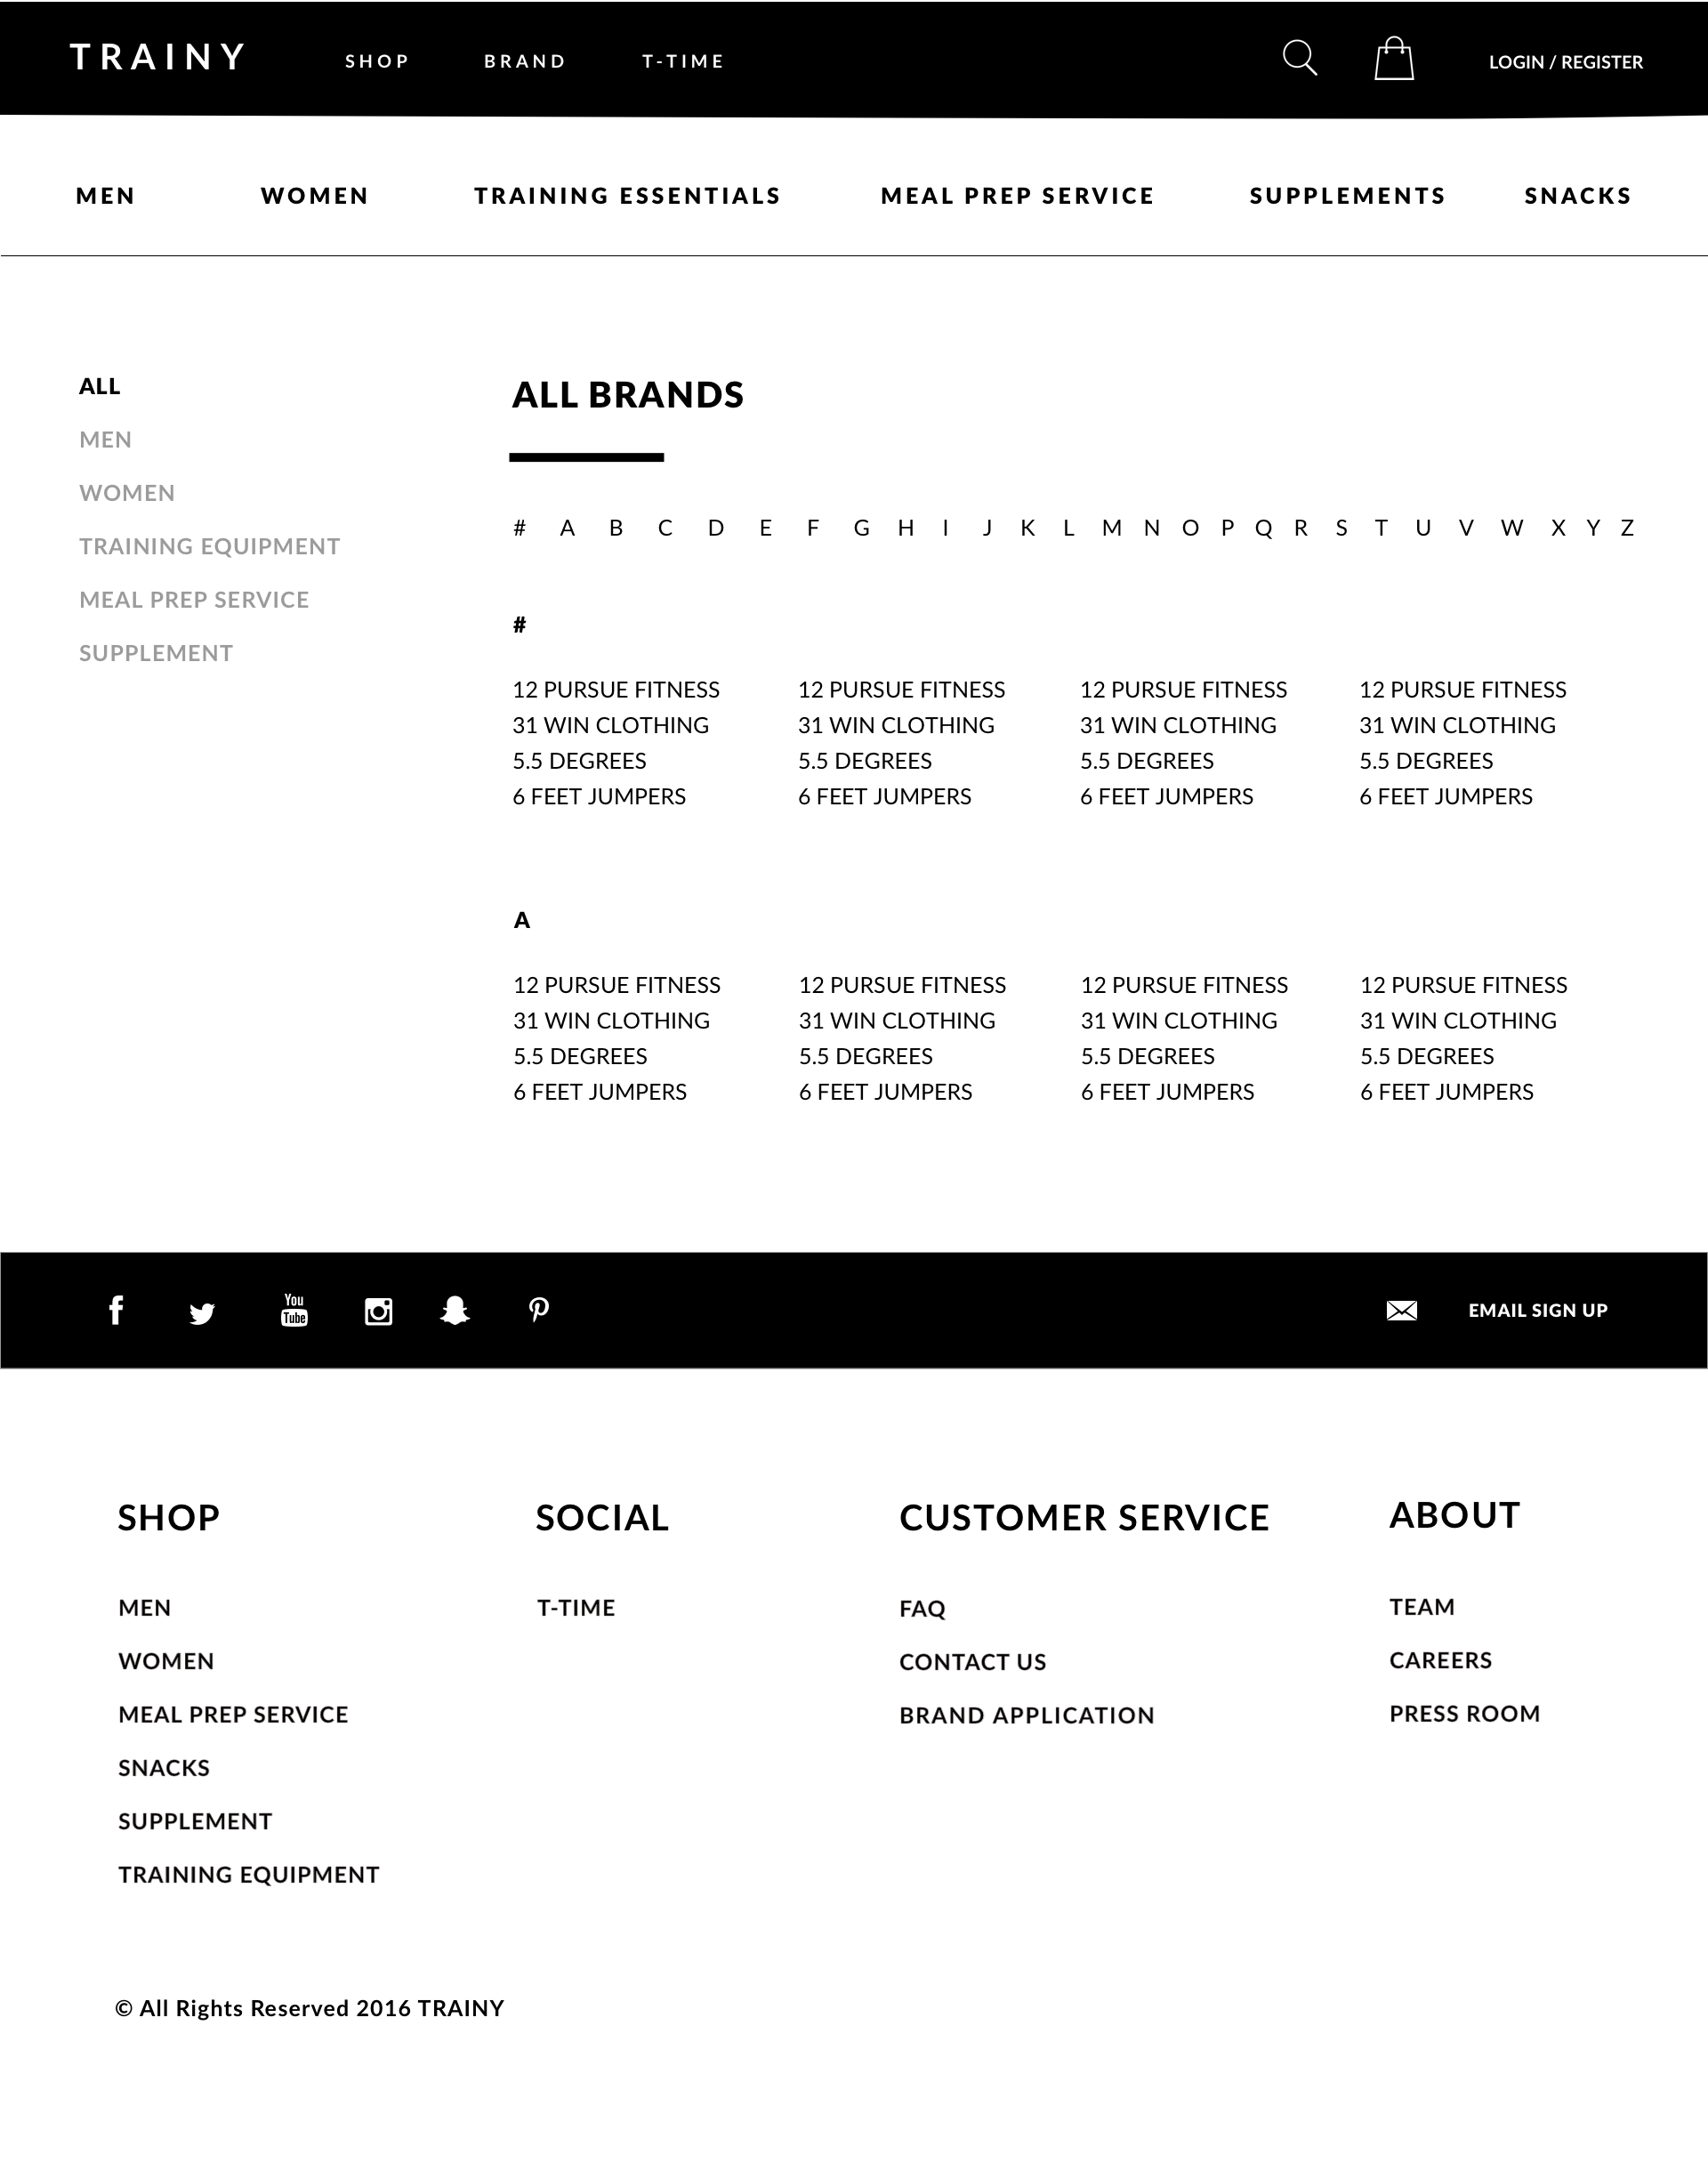 TRAINY
SHOP BRAND T-TIME
LOGIN / REGISTER
MEN WOMEN TRAINING ESSENTIALS MEAL PREP SERVICE SUPPLEMENTS SNACKS
ALL
MEN
WOMEN
TRAINING EQUIPMENT
MEAL PREP SERVICE
SUPPLEMENT
ALL BRANDS
# A B C D E F G H I J K L M N O P Q R S T U V W X Y Z
#
12 PURSUE FITNESS 12 PURSUE FITNESS 12 PURSUE FITNESS 12 PURSUE FITNESS
31 WIN CLOTHING 31 WIN CLOTHING 31 WIN CLOTHING 31 WIN CLOTHING
5.5 DEGREES 5.5 DEGREES 5.5 DEGREES 5.5 DEGREES
6 FEET JUMPERS 6 FEET JUMPERS 6 FEET JUMPERS 6 FEET JUMPERS
A
12 PURSUE FITNESS 12 PURSUE FITNESS 12 PURSUE FITNESS 12 PURSUE FITNESS
31 WIN CLOTHING 31 WIN CLOTHING 31 WIN CLOTHING 31 WIN CLOTHING
5.5 DEGREES 5.5 DEGREES 5.5 DEGREES 5.5 DEGREES
6 FEET JUMPERS 6 FEET JUMPERS 6 FEET JUMPERS 6 FEET JUMPERS
You
Tube
EMAIL SIGN UP
SHOP
MEN
WOMEN
MEAL PREP SERVICE
SNACKS
SUPPLEMENT
TRAINING EQUIPMENT
SOCIAL
T-TIME
CUSTOMER SERVICE
FAQ
CONTACT US
BRAND APPLICATION
ABOUT
TEAM
CAREERS
PRESS ROOM
© All Rights Reserved 2016 TRAINY